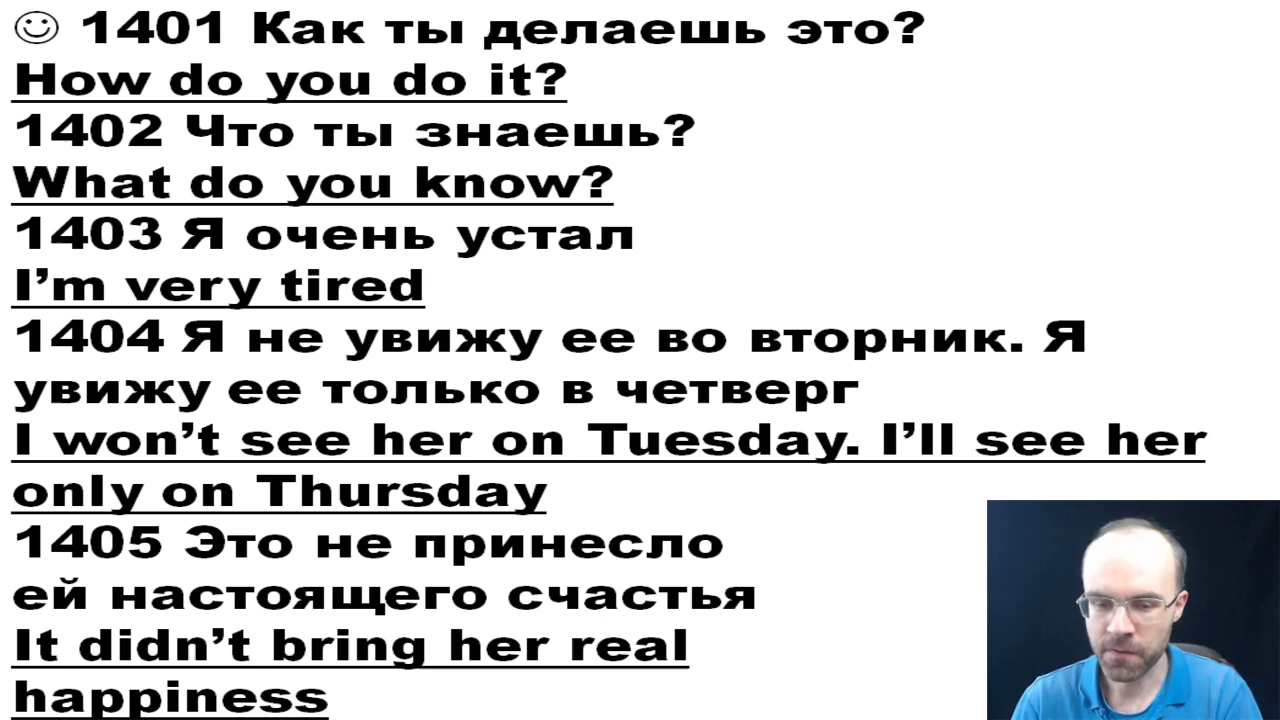 ☺ 1401 Как ты делаешь это?
How do you do it?
1402 Что ты знаешь?
What do you know?
1403 Я очень устал
I’m very tired
1404 Я не увижу ее во вторник. Я
увижу ее только в четверг
I won’t see her on Tuesday. I’ll see her
only on Thursday
1405 Это не принесло
ей настоящего счастья
It didn’t bring her real
happiness